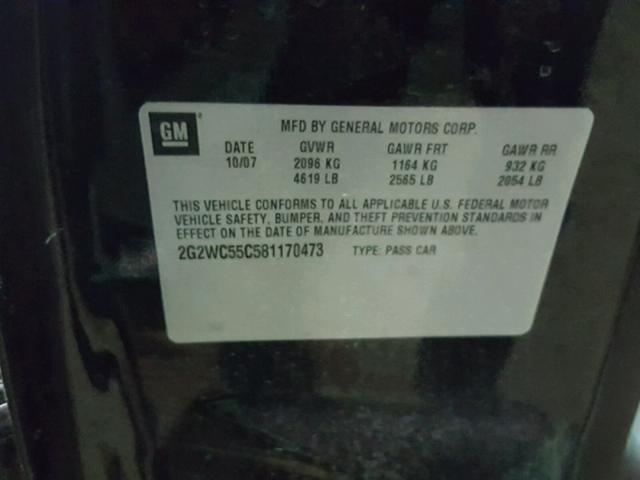 GM
MFD BY GENERAL MOTORS CORP.
DATE GVWR GAWR FRT GAWR RR
10/07 2096 KG 1164 KG 932 KG
4619 LB 2565 LB 2054 LB
THIS VEHICLE CONFORMS TO ALL APPLICABLE U.S. FEDERAL MOTOR
VEHICLE SAFETY, BUMPER, AND THEFT PREVENTION STANDARDS IN
EFFECT ON THE DATE OF MANUFACTURE SHOWN ABOVE.
2G2WC55C581170473 TYPE: PASS CAR